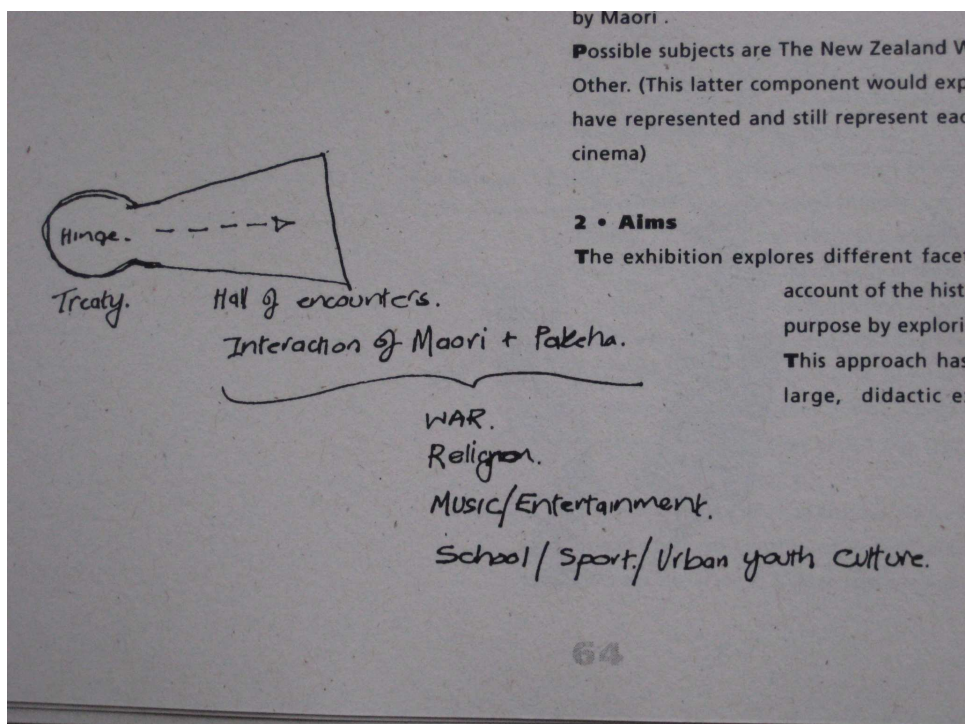 by Maori .
Possible subjects are The New Zealand W
Other. (This latter component would exp
have represented and still represent eac
cinema)
2 • Aims
The exhibition explores different facet
account of the hist
purpose by explori
This approach has
large, didactic e
Hinge.
Treaty.
Hall of encounters.
Interaction of Maori + Pakeha.
WAR.
Religion.
Music/Entertainment.
School/Sport./Urban youth culture.
64